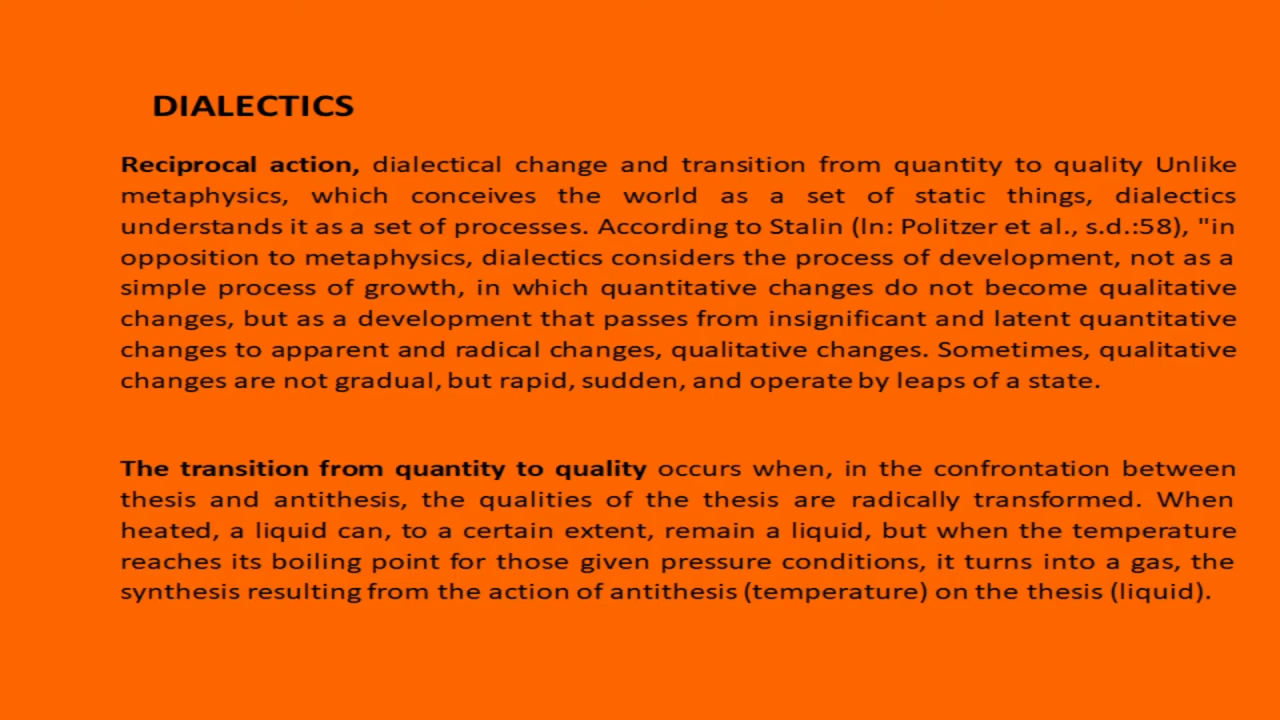 DIALECTICS
Reciprocal action, dialectical change and transition from quantity to quality Unlike
metaphysics, which conceives the world as a set of static things, dialectics
understands it as a set of processes. According to Stalin (In: Politzer et al., s.d.:58), "in
opposition to metaphysics, dialectics considers the process of development, not as a
simple process of growth, in which quantitative changes do not become qualitative
changes, but as a development that passes from insignificant and latent quantitative
changes to apparent and radical changes, qualitative changes. Sometimes, qualitative
changes are not gradual, but rapid, sudden, and operate by leaps of a state.
The transition from quantity to quality occurs when, in the confrontation between
thesis and antithesis, the qualities of the thesis are radically transformed. When
heated, a liquid can, to a certain extent, remain a liquid, but when the temperature
reaches its boiling point for those given pressure conditions, it turns into a gas, the
synthesis resulting from the action of antithesis (temperature) on the thesis (liquid).